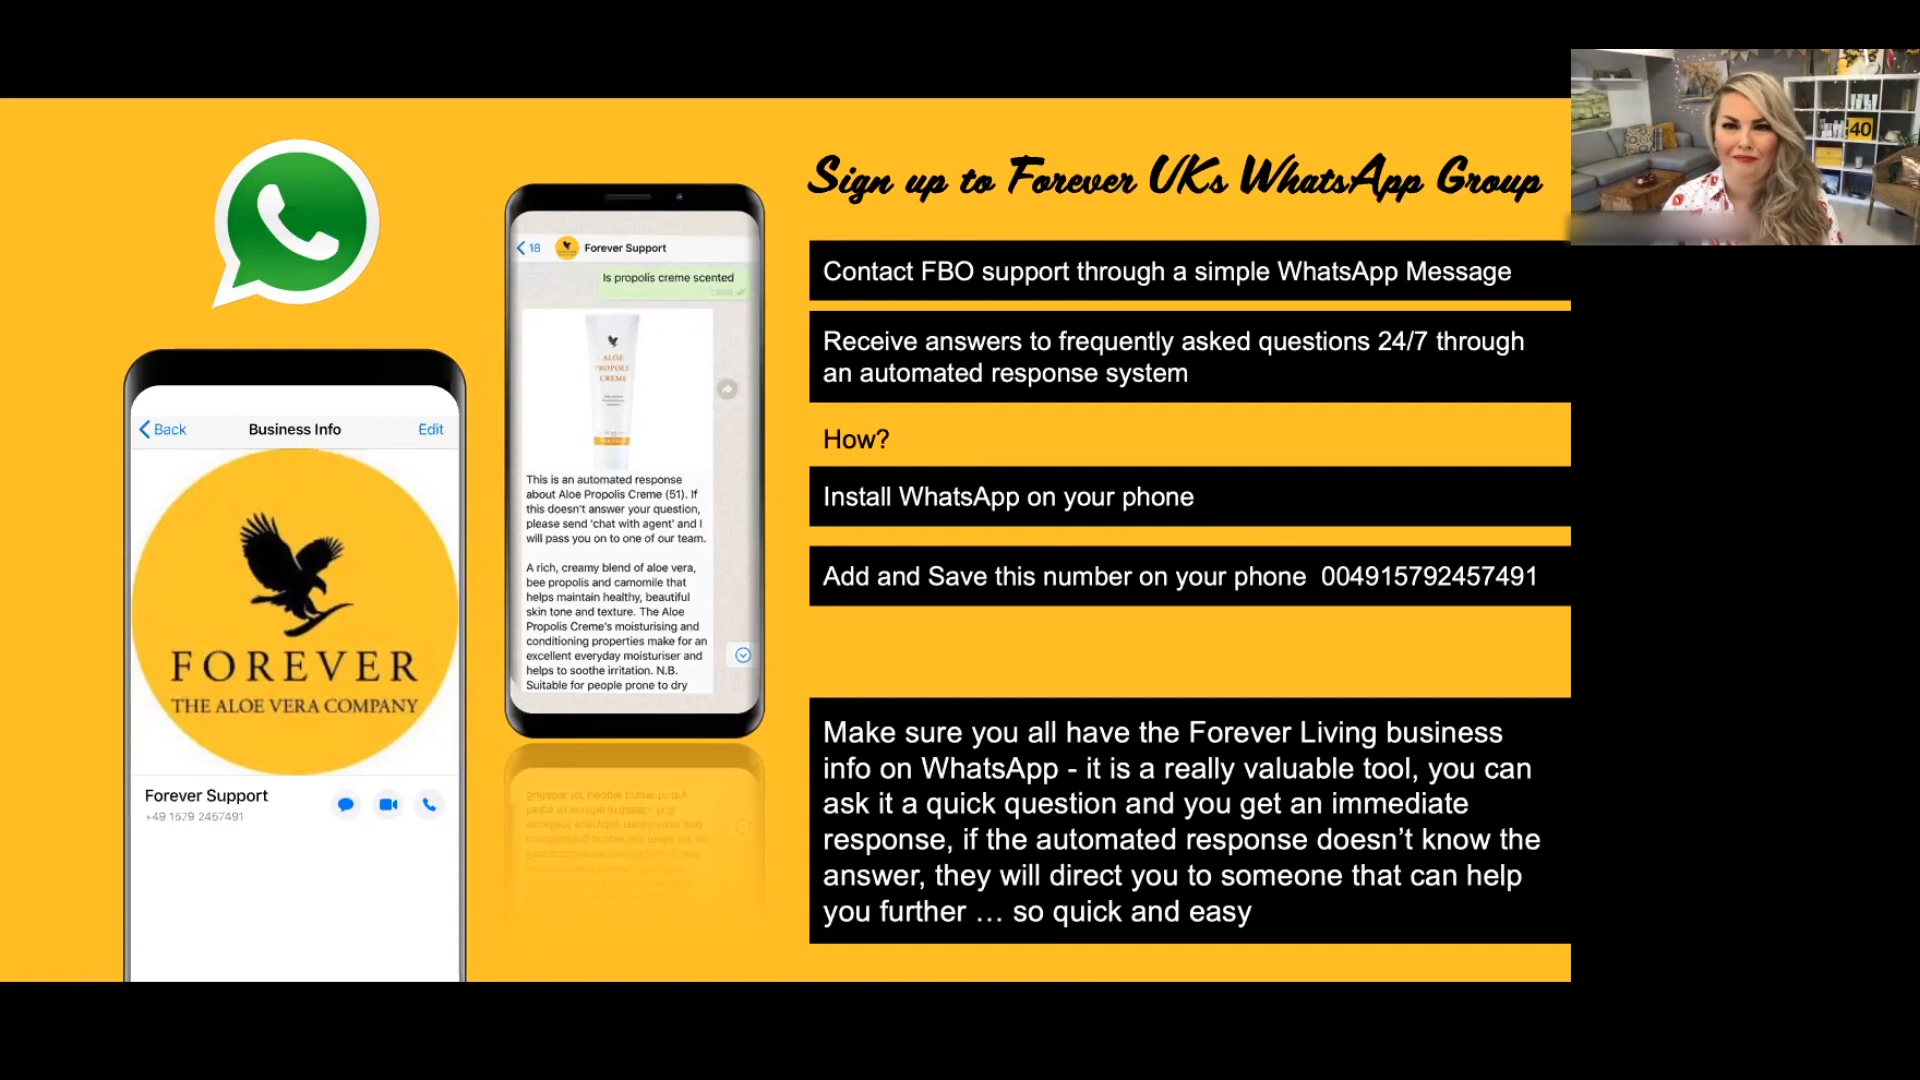 Sign up to Forever UKs WhatsApp Group
Contact FBO support through a simple WhatsApp Message
Receive answers to frequently asked questions 24/7 through
an automated response system
How?
Install WhatsApp on your phone
Add and Save this number on your phone 004915792457491
Make sure you all have the Forever Living business
info on WhatsApp - it is a really valuable tool, you can
ask it a quick question and you get an immediate
response, if the automated response doesn’t know the
answer, they will direct you to someone that can help
you further … so quick and easy
18 Forever Support
Is propolis creme scented
ALOE
PROPOLI
CREME
This is an automated response
about Aloe Propolis Creme (51). If
this doesn't answer your question,
please send 'chat with agent' and I
will pass you on to one of our team.
A rich, creamy blend of aloe vera,
bee propolis and camomile that
helps maintain healthy, beautiful
skin tone and texture. The Aloe
Propolis Creme's moisturising and
conditioning properties make for an
excellent everyday moisturiser and
helps to soothe irritation. N.B.
Suitable for people prone to dry
Back Business Info Edit
FOREVER
THE ALOE VERA COMPANY
Forever Support
+49 1579 2457491
40